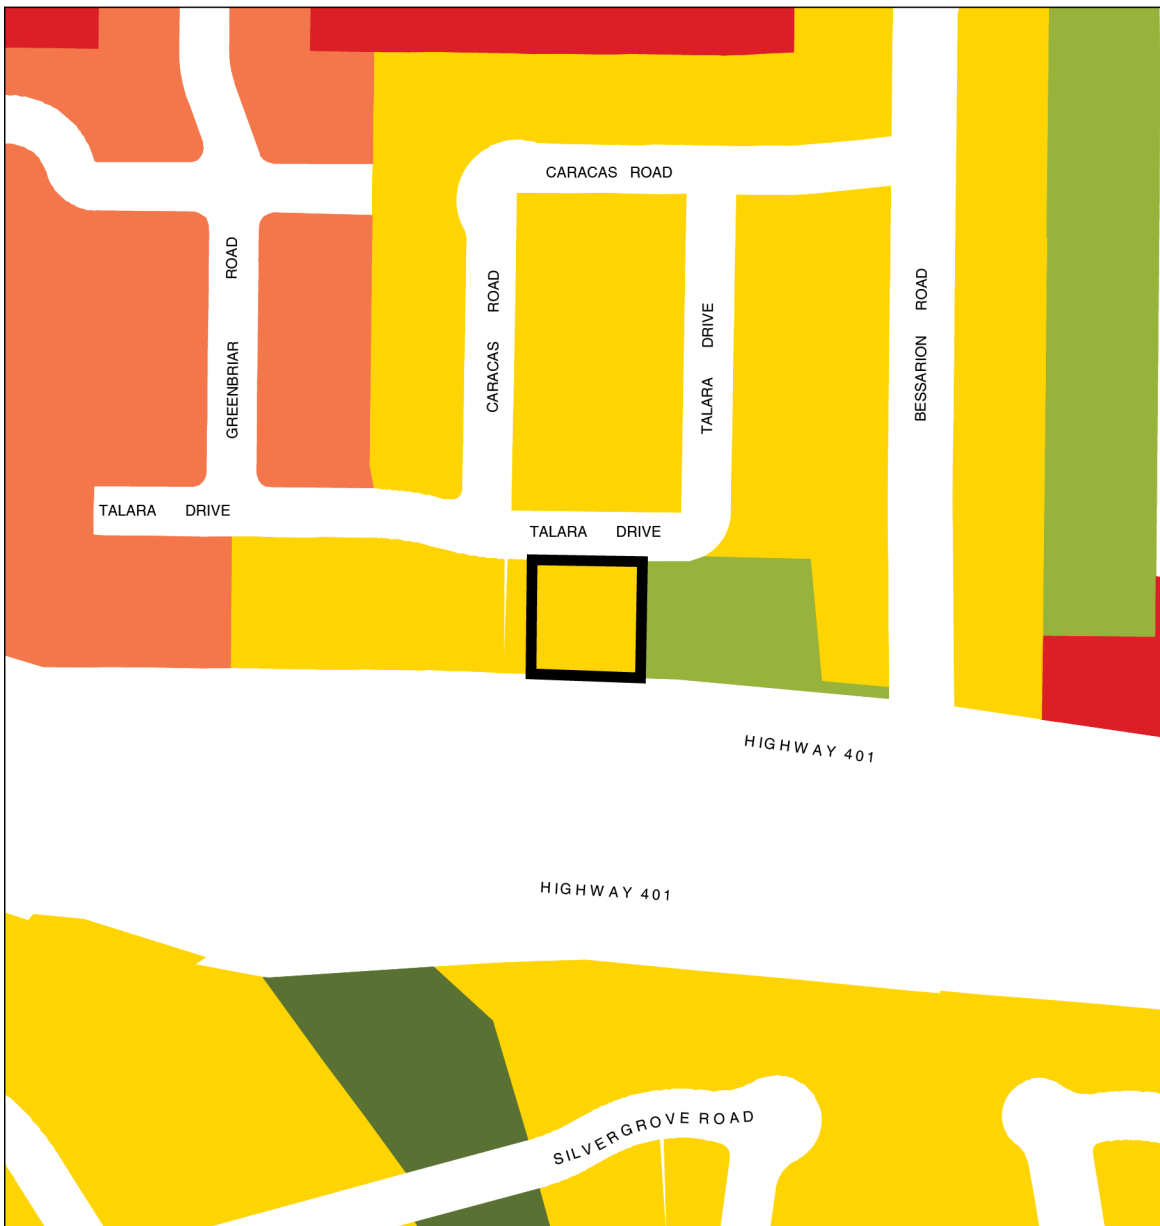 CARACAS ROAD
GREENBRIAR ROAD
CARACAS ROAD
TALARA DRIVE
BESSARION ROAD
TALARA DRIVE
TALARA DRIVE
HIGHWAY 401
HIGHWAY 401
SILVERGROVE ROAD